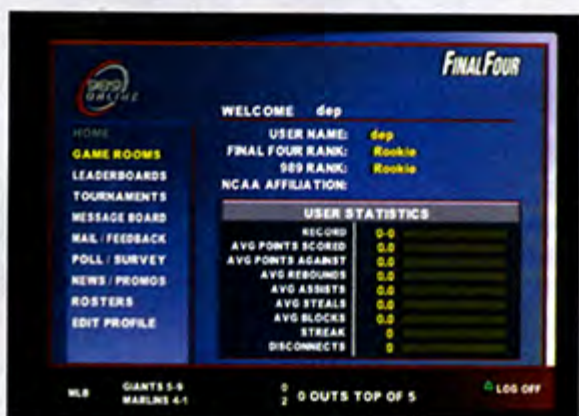 FINAL FOUR
989
ONLINE
WELCOME dep
HOME
GAME ROOMS
LEADERBOARDS
TOURNAMENTS
MESSAGE BOARD
MAIL / FEEDBACK
POLL / SURVEY
NEWS / PROMOS
ROSTERS
EDIT PROFILE
USER NAME: dep
FINAL FOUR RANK: Rookie
989 RANK: Rookie
NCAA AFFILIATION:
USER STATISTICS
RECORD 0-0
AVG POINTS SCORED 0.0
AVG POINTS AGAINST 0.0
AVG REBOUNDS 0.0
AVG ASSISTS 0.0
AVG STEALS 0.0
AVG BLOCKS 0.0
STREAK 0
DISCONNECTS 0
MLB
GIANTS 5-9 0
MARLINS 4-1 2
0 OUTS TOP OF 5
LOG OFF